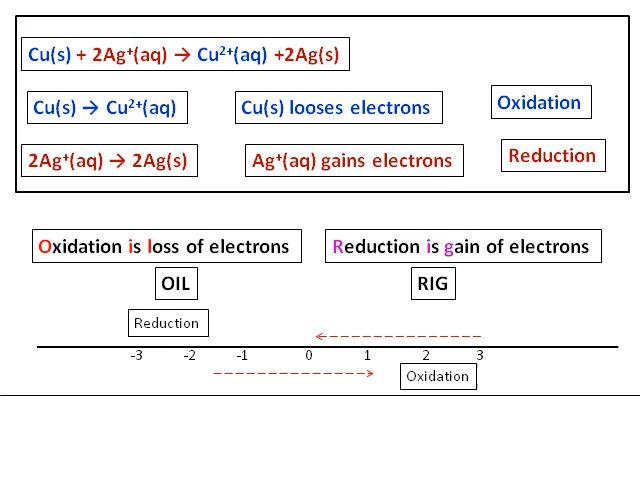 Cu(s) + 2Ag⁺(aq) → Cu²⁺(aq) +2Ag(s)
Cu(s) → Cu²⁺(aq) Cu(s) looses electrons Oxidation
2Ag⁺(aq) → 2Ag(s) Ag⁺(aq) gains electrons Reduction
Oxidation is loss of electrons Reduction is gain of electrons
OIL RIG
Reduction
-3 -2 -1 0 1 2 3
Oxidation